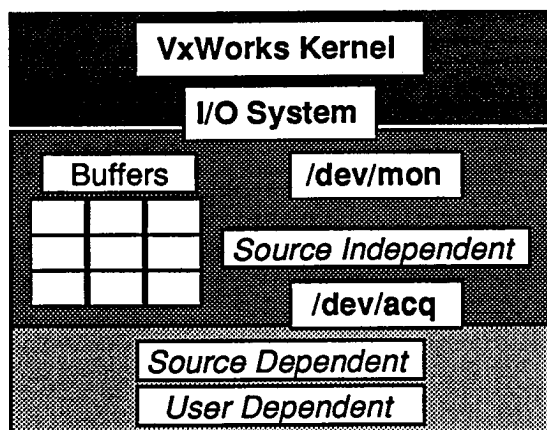 VxWorks Kernel
I/O System
Buffers
/dev/mon
Source Independent
/dev/acq
Source Dependent
User Dependent